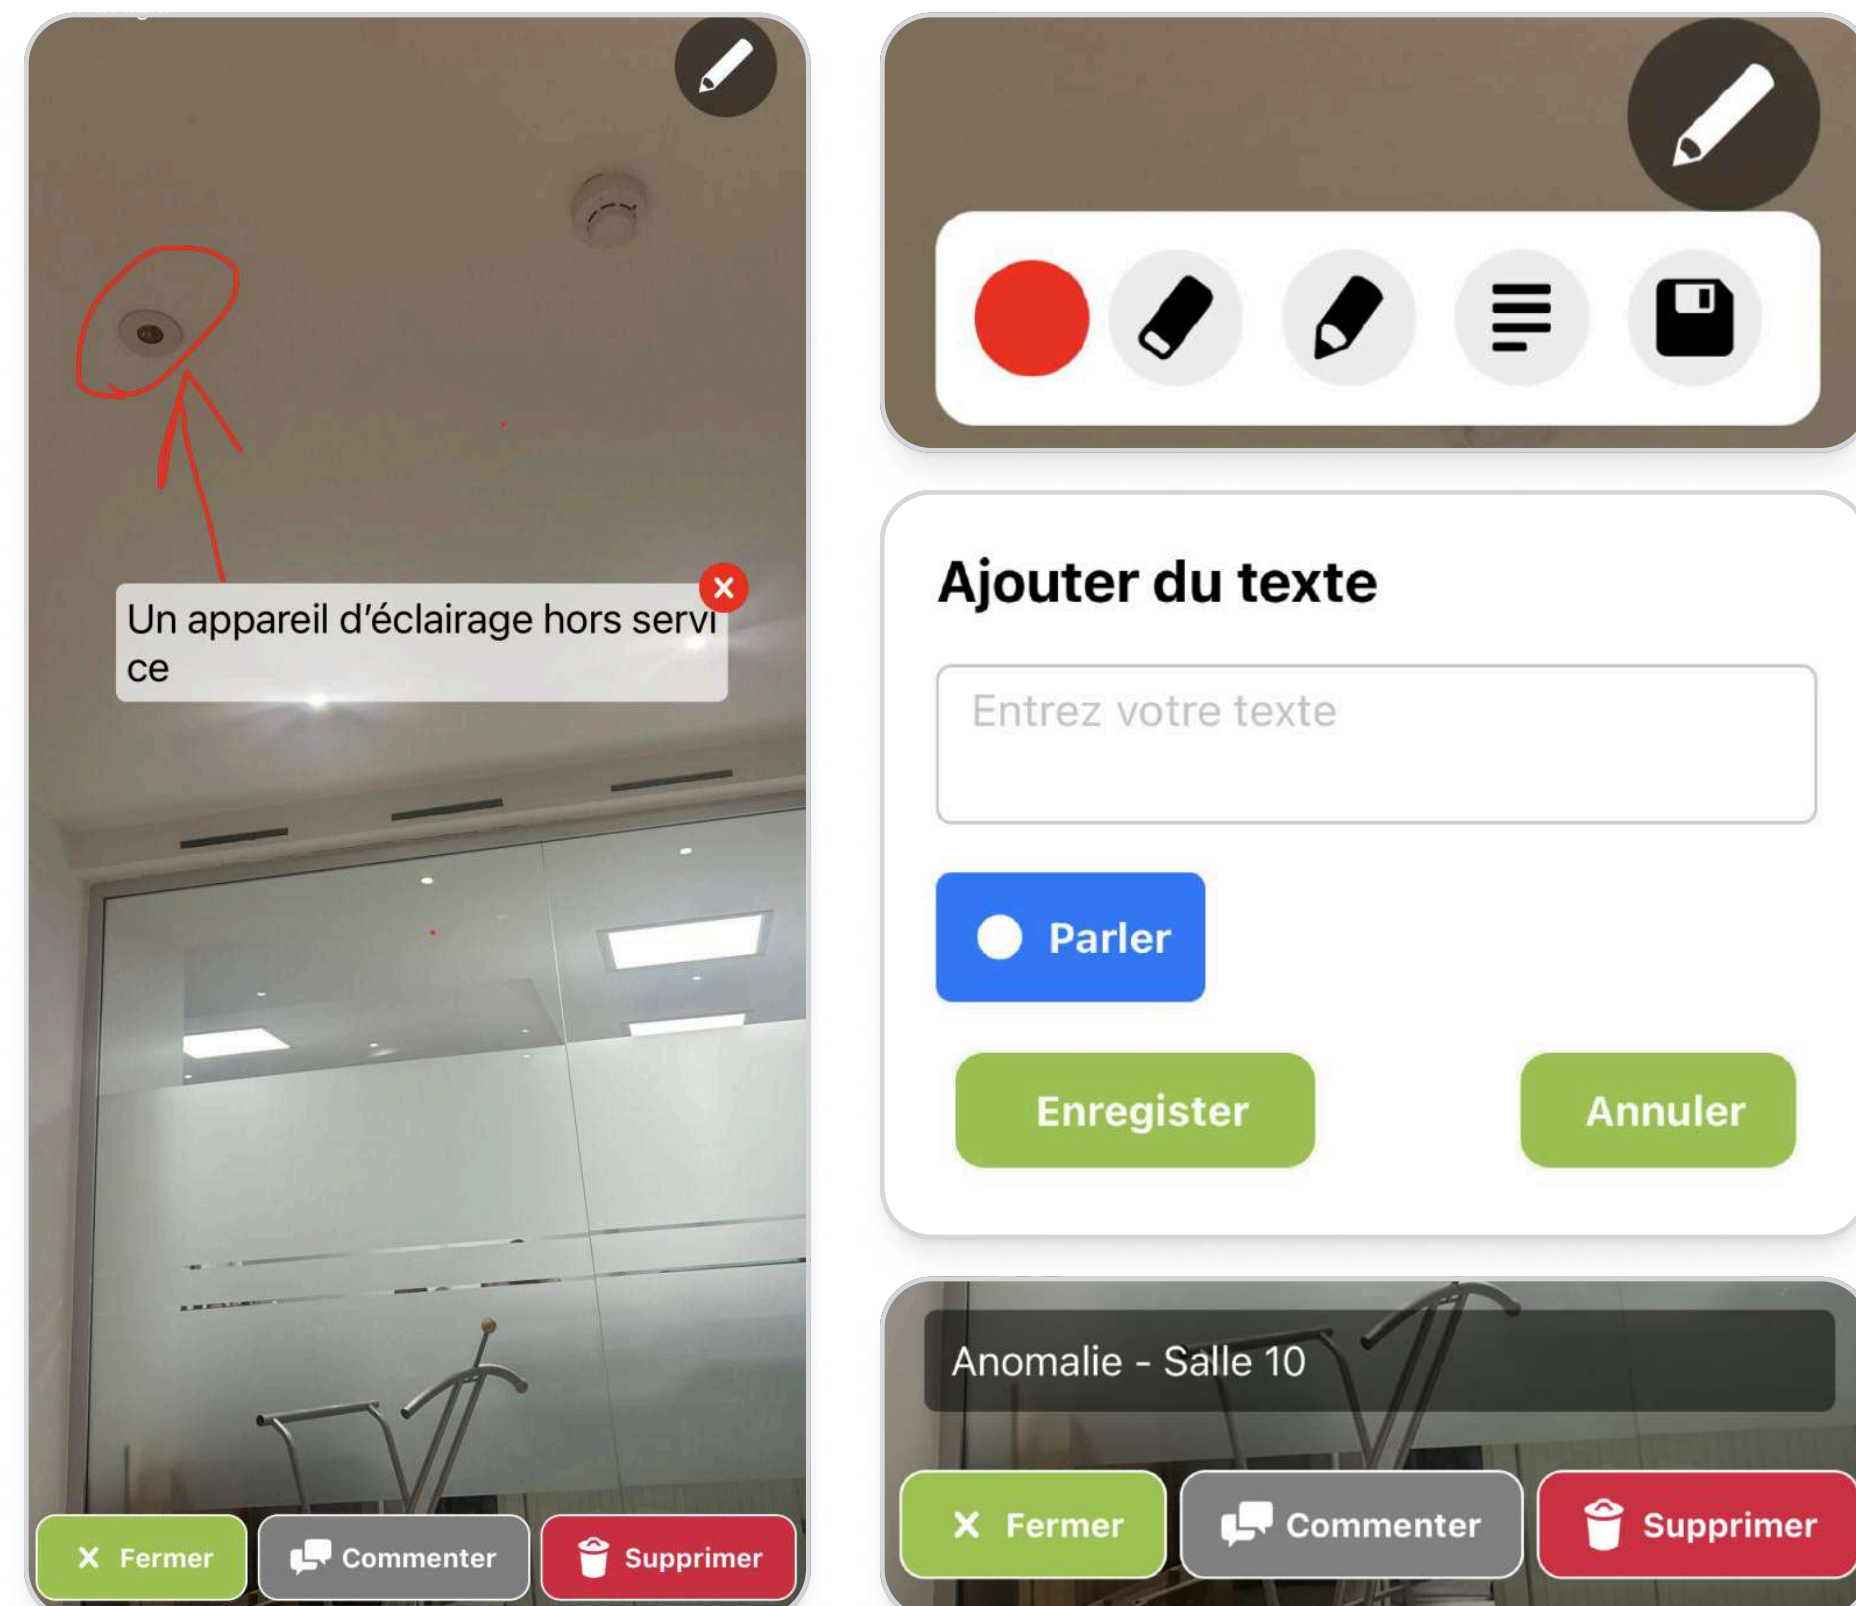 Un appareil d’éclairage hors servi
ce
Fermer
Commenter
Supprimer
Ajouter du texte
Entrez votre texte
Parler
Enregister
Annuler
Anomalie - Salle 10
Fermer
Commenter
Supprimer